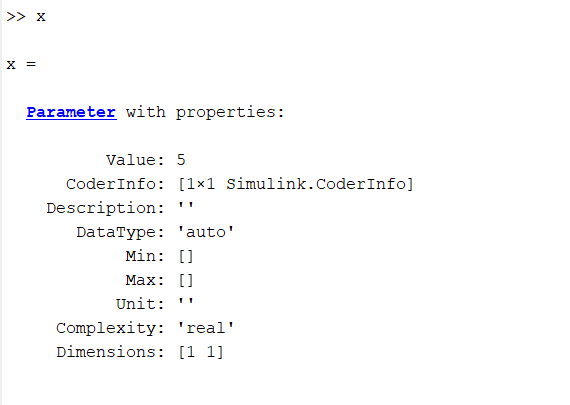 >> x
x =
Parameter with properties:
Value: 5
CoderInfo: [1×1 Simulink.CoderInfo]
Description: ''
DataType: 'auto'
Min: []
Max: []
Unit: ''
Complexity: 'real'
Dimensions: [1 1]